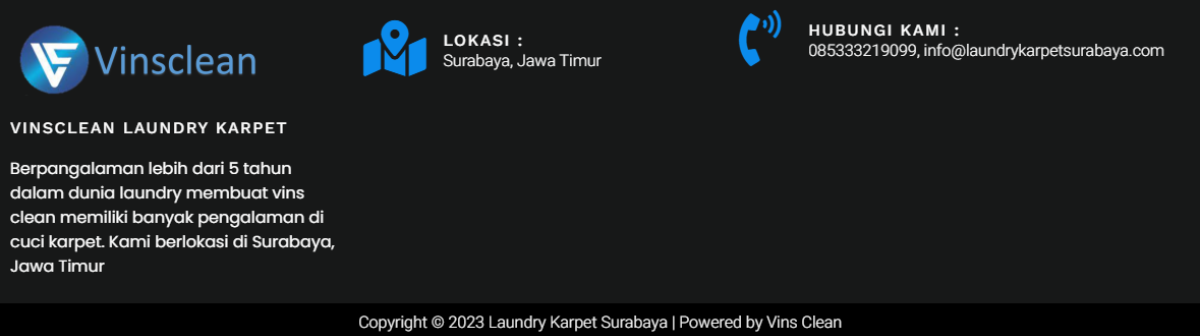 Vinsclean
LOKASI :
Surabaya, Jawa Timur
HUBUNGI KAMI :
085333219099, info@laundrykarpetsurabaya.com
VINSCLEAN LAUNDRY KARPET
Berpangalaman lebih dari 5 tahun
dalam dunia laundry membuat vins
clean memiliki banyak pengalaman di
cuci karpet. Kami berlokasi di Surabaya,
Jawa Timur
Copyright © 2023 Laundry Karpet Surabaya | Powered by Vins Clean